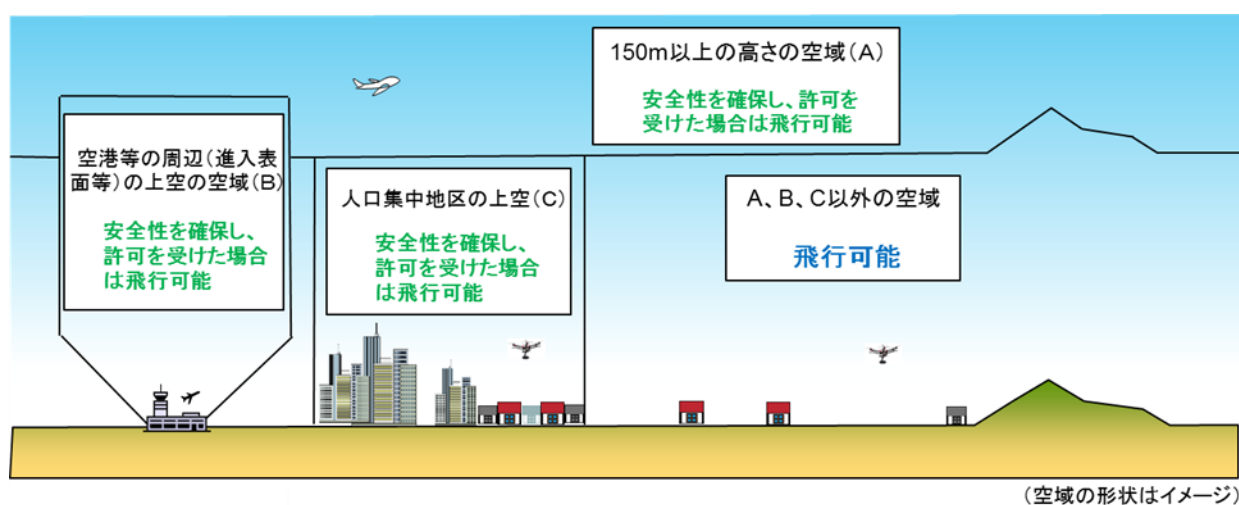 150m以上の高さの空域(A)
安全性を確保し、許可を
受けた場合は飛行可能
空港等の周辺(進入表
面等)の上空の空域(B)
安全性を確保し、
許可を受けた場合
は飛行可能
人口集中地区の上空(C)
安全性を確保し、
許可を受けた場合
は飛行可能
A、B、C以外の空域
飛行可能
(空域の形状はイメージ)